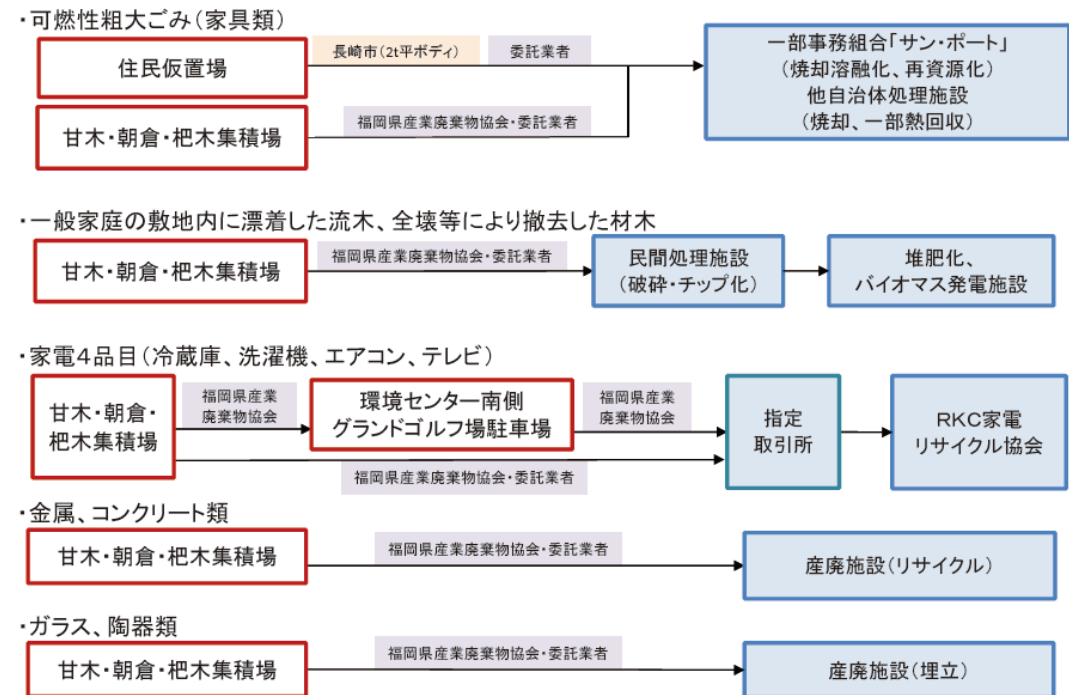 ・可燃性粗大ごみ(家具類)
住民仮置場
長崎市(2t平ボディ)
委託業者
一部事務組合「サン・ポート」
(焼却溶融化、再資源化)
他自治体処理施設
(焼却、一部熱回収)
甘木・朝倉・杷木集積場
福岡県産業廃棄物協会・委託業者
・一般家庭の敷地内に漂着した流木、全壊等により撤去した材木
甘木・朝倉・杷木集積場
福岡県産業廃棄物協会・委託業者
民間処理施設
(破砕・チップ化)
堆肥化、
バイオマス発電施設
・家電4品目(冷蔵庫、洗濯機、エアコン、テレビ)
甘木・朝倉・
杷木集積場
福岡県産業
廃棄物協会
環境センター南側
グランドゴルフ場駐車場
福岡県産業
廃棄物協会
指定
取引所
RKC家電
リサイクル協会
福岡県産業廃棄物協会・委託業者
・金属、コンクリート類
甘木・朝倉・杷木集積場
福岡県産業廃棄物協会・委託業者
産廃施設(リサイクル)
・ガラス、陶器類
甘木・朝倉・杷木集積場
福岡県産業廃棄物協会・委託業者
産廃施設(埋立)